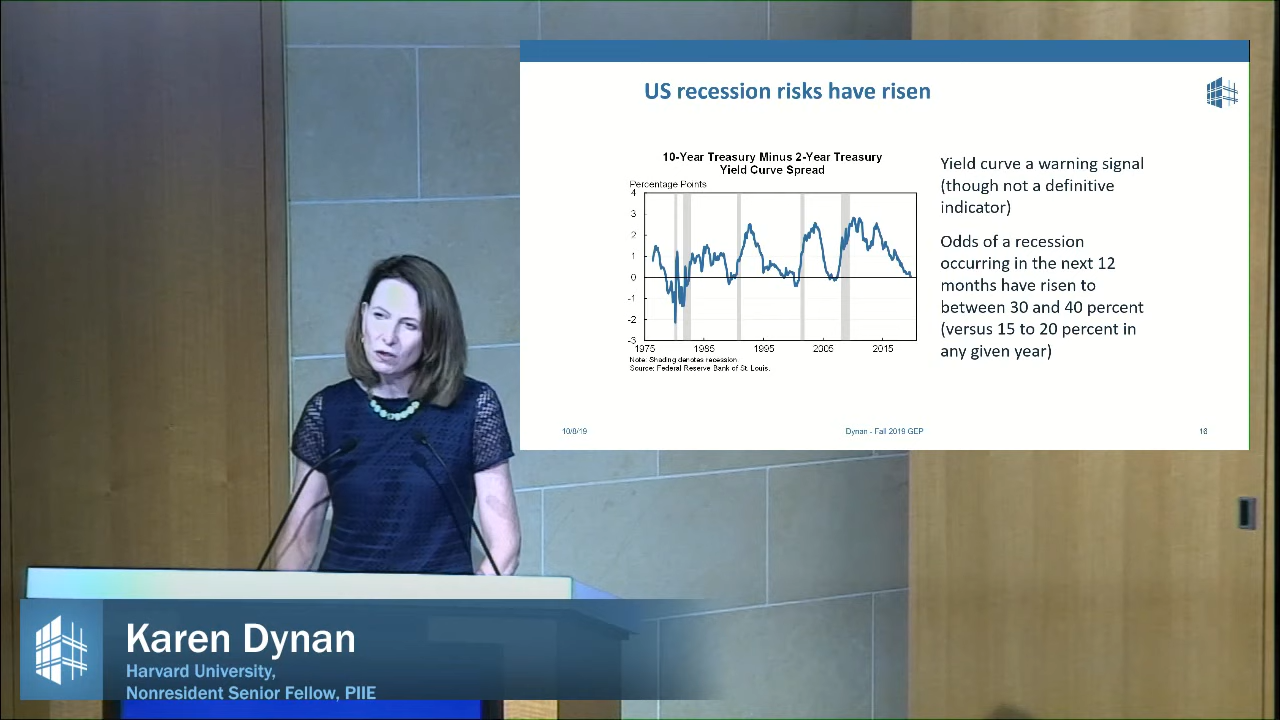 US recession risks have risen
10-Year Treasury Minus 2-Year Treasury
Yield Curve Spread
Percentage Points
4
3
2
1
0
-1
-2
-3
1975 1985 1995 2005 2015
Note: Shading denotes recession.
Source: Federal Reserve Bank of St. Louis.
Yield curve a warning signal
(though not a definitive
indicator)
Odds of a recession
occurring in the next 12
months have risen to
between 30 and 40 percent
(versus 15 to 20 percent in
any given year)
10/8/19 Dynan - Fall 2019 GEP 16
Karen Dynan
Harvard University,
Nonresident Senior Fellow, PIIE